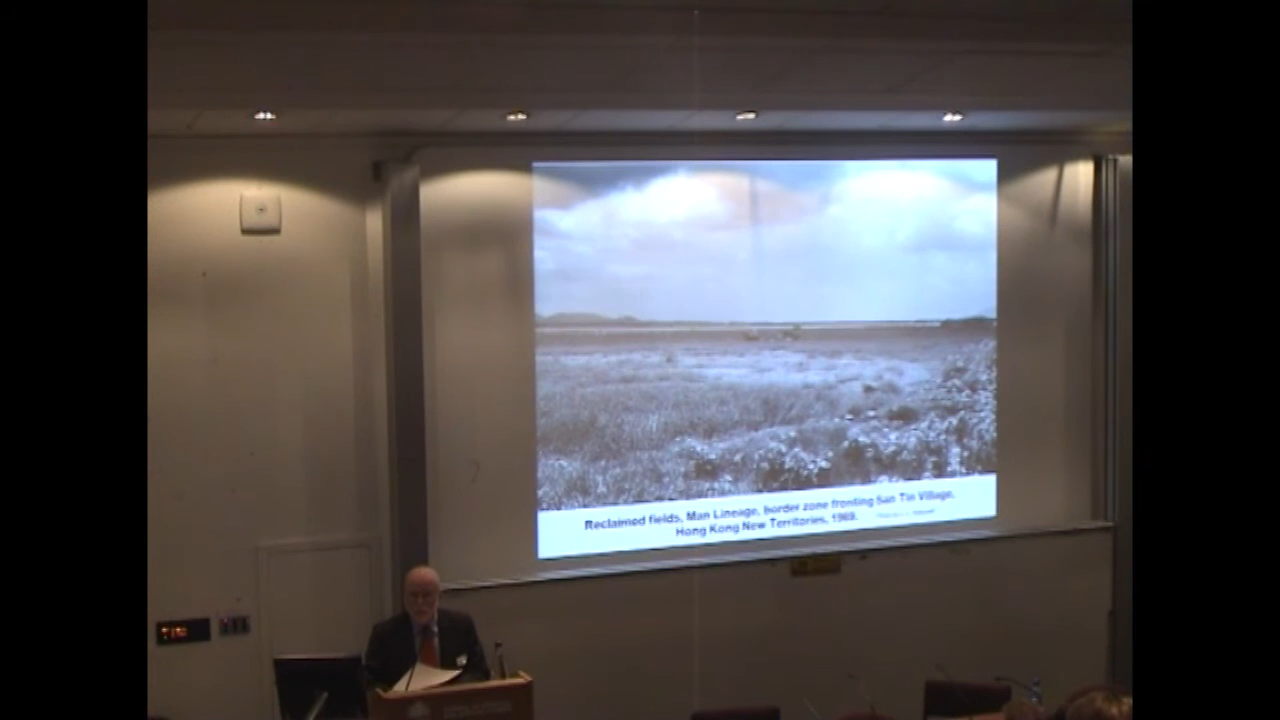 Reclaimed fields, Man Lineage, border zone fronting San Tin Village,
Hong Kong New Territories, 1969.